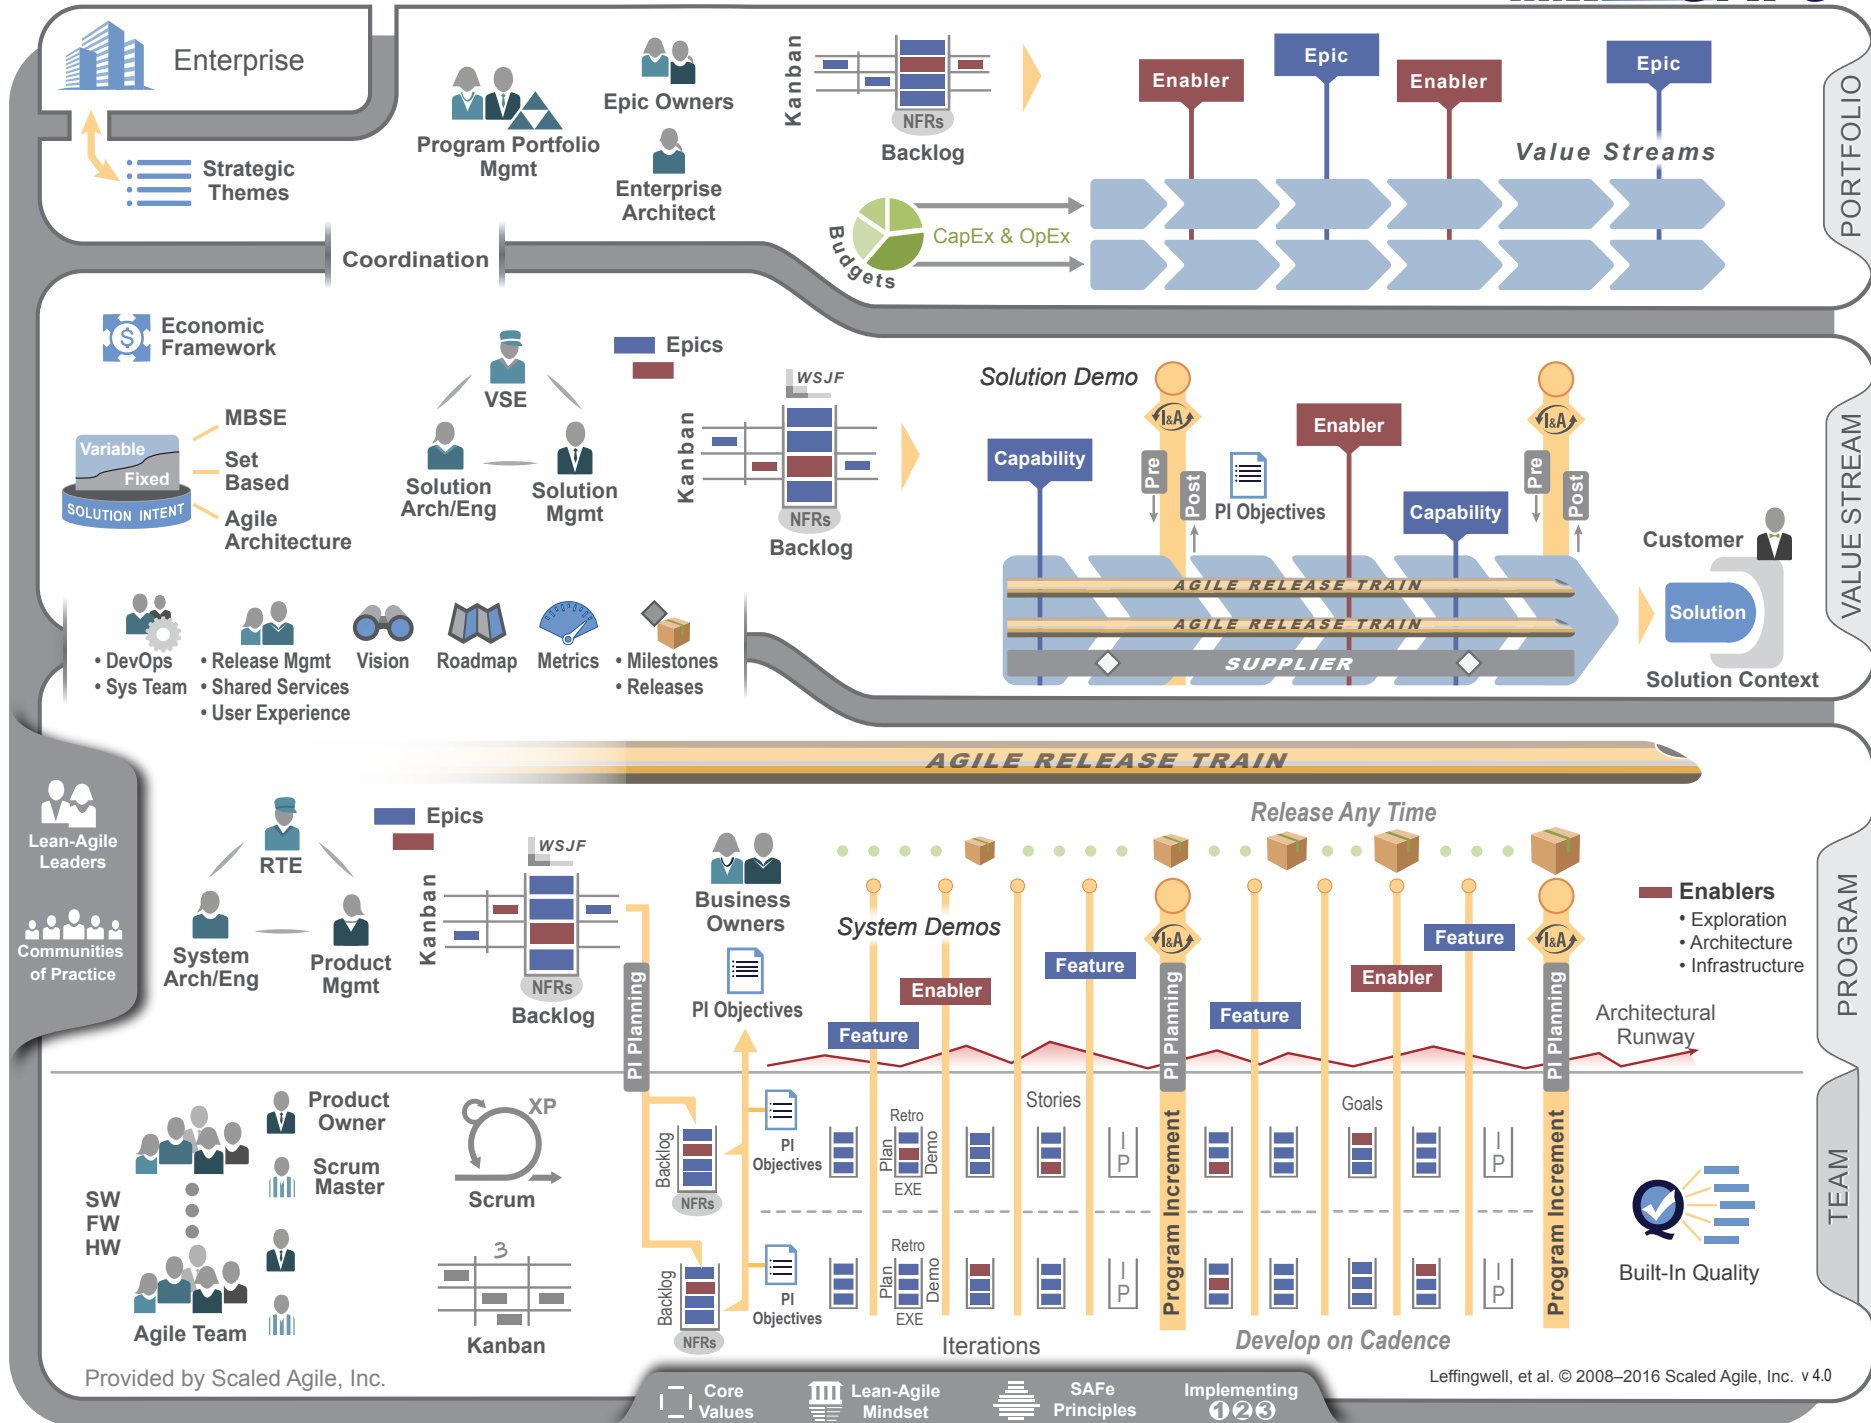 Enterprise
Strategic
Themes
Program Portfolio
Mgmt
Epic Owners
Enterprise
Architect
Kanban
NFRs
Backlog
Enabler
Epic
Enabler
Epic
Value Streams
Budgets
CapEx & OpEx
PORTFOLIO
Coordination
Economic
Framework
Variable
Fixed
SOLUTION INTENT
MBSE
Set
Based
Agile
Architecture
VSE
Solution
Arch/Eng
Solution
Mgmt
Epics
WSJF
Kanban
NFRs
Backlog
Solution Demo
Capability
I&A
Pre
Post
PI Objectives
Enabler
Capability
I&A
Pre
Post
AGILE RELEASE TRAIN
AGILE RELEASE TRAIN
SUPPLIER
Customer
Solution
Solution Context
VALUE STREAM
• DevOps
• Sys Team
• Release Mgmt
• Shared Services
• User Experience
Vision
Roadmap
Metrics
• Milestones
• Releases
AGILE RELEASE TRAIN
Lean-Agile
Leaders
Communities
of Practice
RTE
System
Arch/Eng
Product
Mgmt
Epics
WSJF
Kanban
NFRs
Backlog
PI Planning
Business
Owners
PI Objectives
Release Any Time
System Demos
Feature
Enabler
Feature
I&A
PI Planning
Program Increment
Feature
Enabler
Feature
I&A
PI Planning
Program Increment
Enablers
• Exploration
• Architecture
• Infrastructure
Architectural
Runway
PROGRAM
Product
Owner
Scrum
Master
SW
FW
HW
Agile Team
XP
Scrum
3
Kanban
Backlog
NFRs
PI
Objectives
Backlog
NFRs
PI
Objectives
Retro
Plan
Demo
EXE
Stories
I
P
Goals
I
P
Retro
Plan
Demo
EXE
I
P
I
P
Iterations
Develop on Cadence
Built-In Quality
TEAM
Provided by Scaled Agile, Inc.
Leffingwell, et al. © 2008–2016 Scaled Agile, Inc. v 4.0
Core
Values
Lean-Agile
Mindset
SAFe
Principles
Implementing
1 2 3